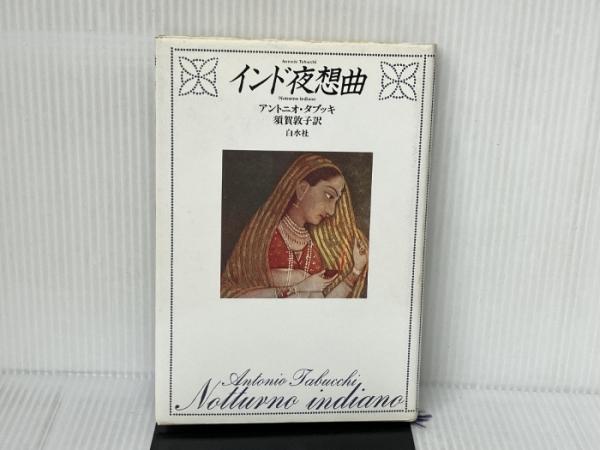 Antonio Tabucchi
インド夜想曲
Notturno indiano
アントニオ・タブッキ
須賀敦子訳
白水社
Antonio Tabucchi
Notturno indiano